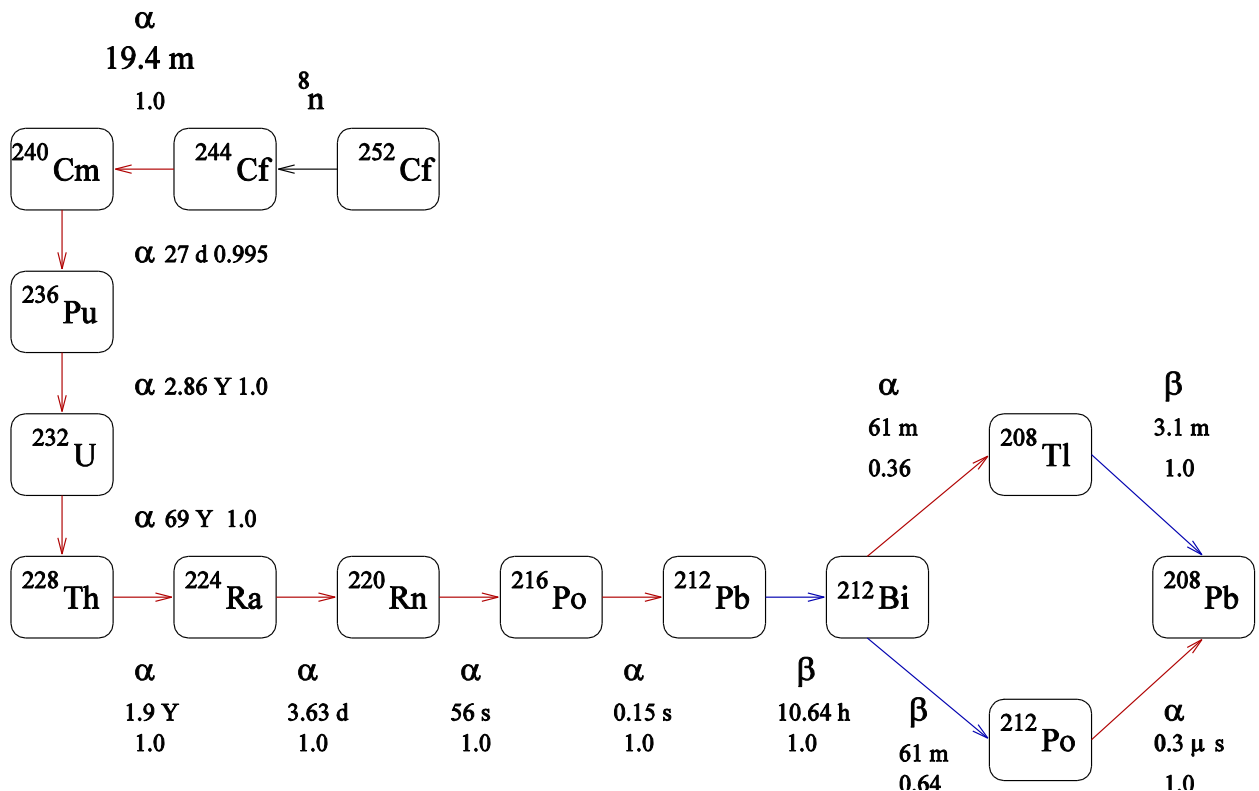 α
19.4 m
1.0
⁸n
²⁴⁰Cm
²⁴⁴Cf
²⁵²Cf
α 27 d 0.995
²³⁶Pu
α 2.86 Y 1.0
²³²U
α 69 Y 1.0
α
61 m
0.36
²⁰⁸Tl
β
3.1 m
1.0
²²⁸Th
²²⁴Ra
²²⁰Rn
²¹⁶Po
²¹²Pb
²¹²Bi
²⁰⁸Pb
α
1.9 Y
1.0
α
3.63 d
1.0
α
56 s
1.0
α
0.15 s
1.0
β
10.64 h
1.0
β
61 m
0.64
²¹²Po
α
0.3 μ s
1.0